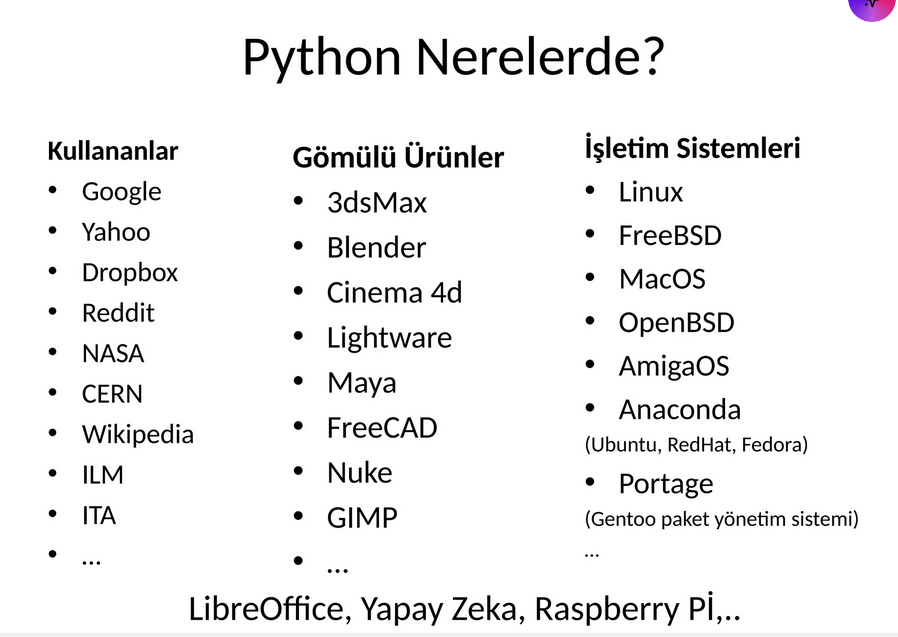 Python Nerelerde?
Kullananlar
• Google
• Yahoo
• Dropbox
• Reddit
• NASA
• CERN
• Wikipedia
• ILM
• ITA
• ...
Gömülü Ürünler
• 3dsMax
• Blender
• Cinema 4d
• Lightware
• Maya
• FreeCAD
• Nuke
• GIMP
• ...
İşletim Sistemleri
• Linux
• FreeBSD
• MacOS
• OpenBSD
• AmigaOS
• Anaconda
(Ubuntu, RedHat, Fedora)
• Portage
(Gentoo paket yönetim sistemi)
...
LibreOffice, Yapay Zeka, Raspberry Pİ,..